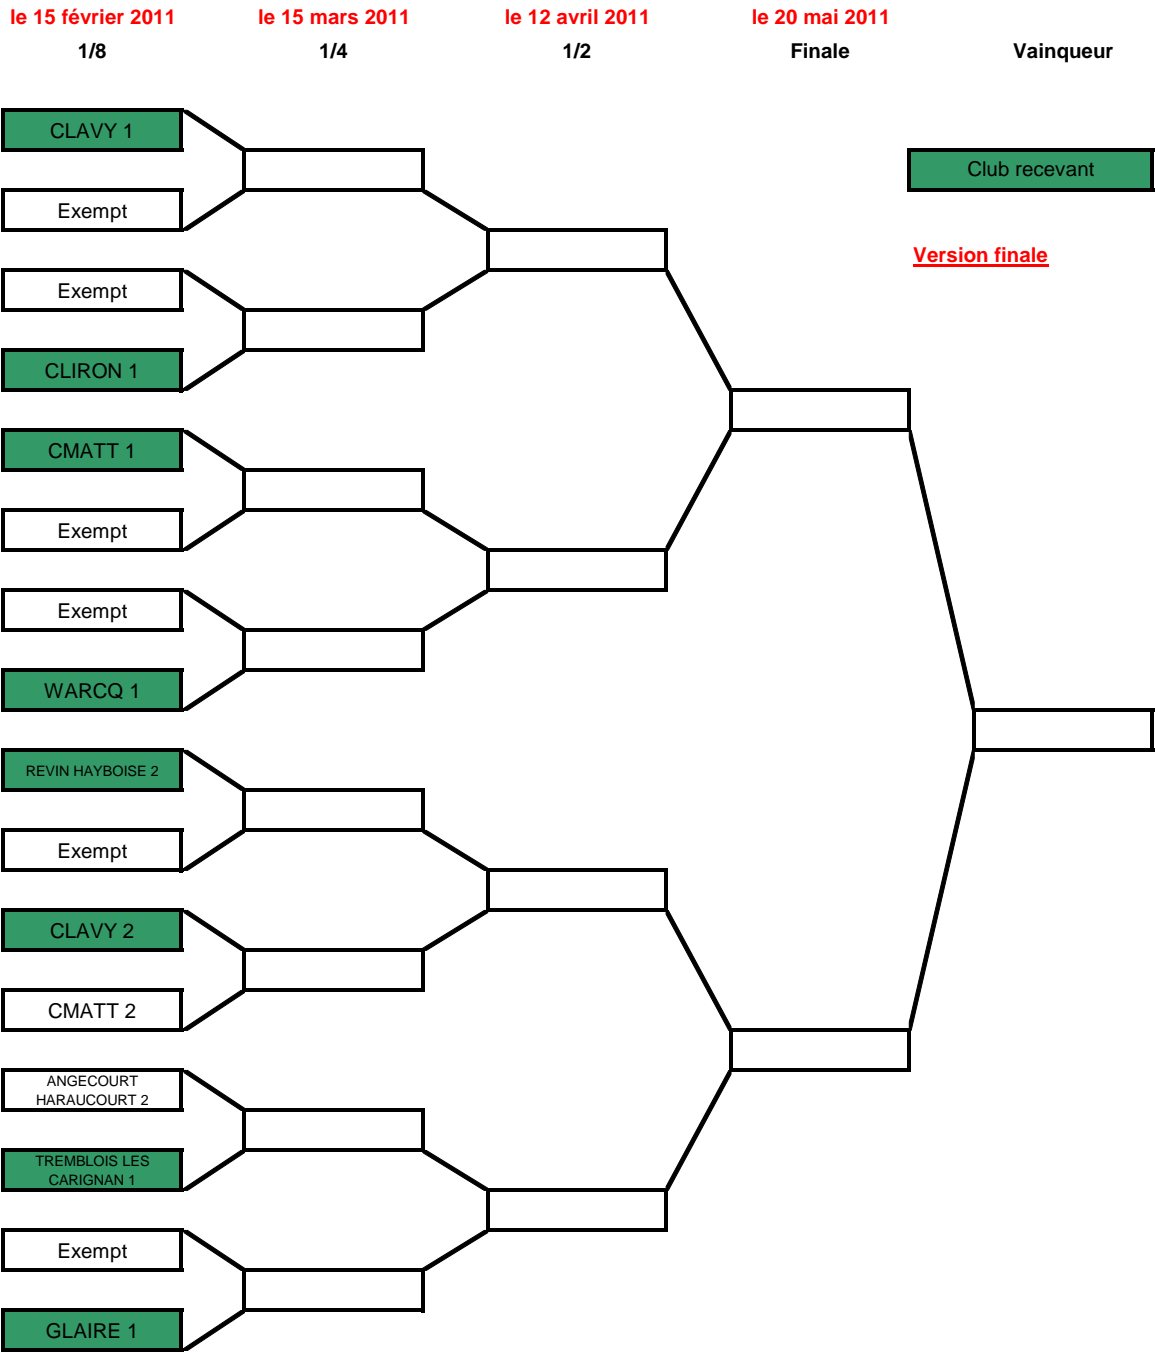 le 15 février 2011
le 15 mars 2011
le 12 avril 2011
le 20 mai 2011
1/8
1/4
1/2
Finale
Vainqueur
CLAVY 1
Club recevant
Exempt
Version finale
Exempt
CLIRON 1
CMATT 1
Exempt
Exempt
WARCQ 1
REVIN HAYBOISE 2
Exempt
CLAVY 2
CMATT 2
ANGECOURT
HARAUCOURT 2
TREMBLOIS LES
CARIGNAN 1
Exempt
GLAIRE 1